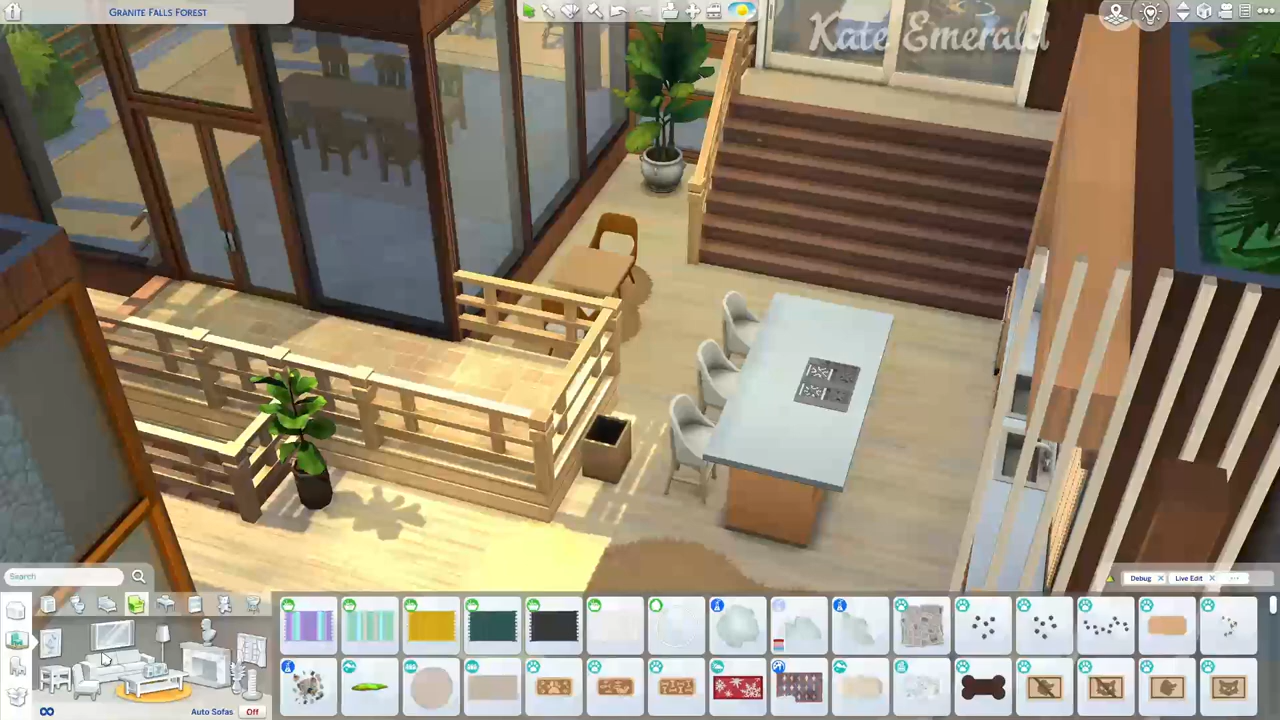 GRANITE FALLS FOREST
Kate Emerald
Search
Debug
Live Edit
Auto Sofas
Off